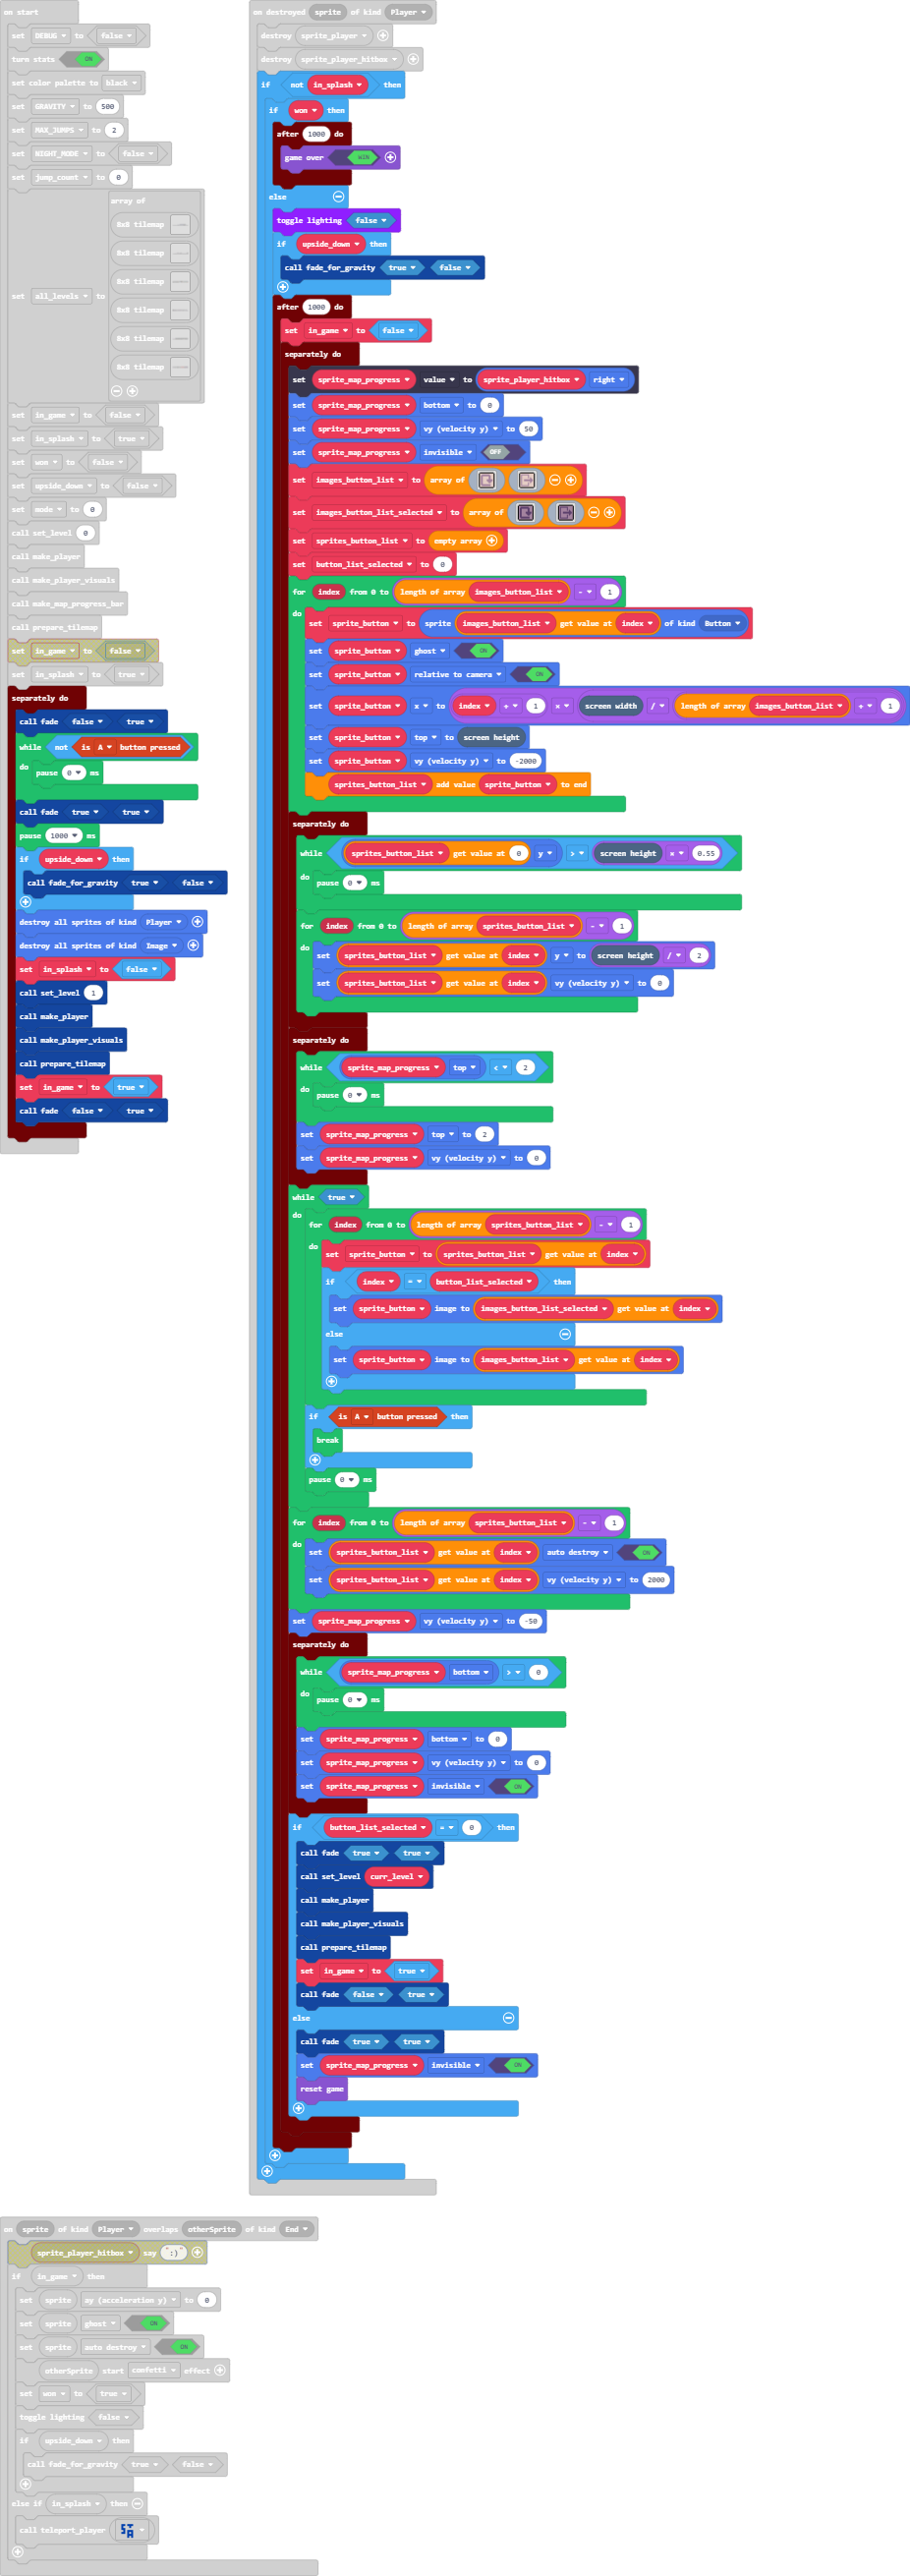 on start
set DEBUG to false
turn stats ON
set color palette to black
set GRAVITY to 500
set MAX_JUMPS to 2
set NIGHT_MODE to false
set jump_count to 0
array of
8x8 tilemap
8x8 tilemap
8x8 tilemap
set all_levels to
8x8 tilemap
8x8 tilemap
8x8 tilemap
set in_game to false
set in_splash to true
set won to false
set upside_down to false
set mode to 0
call set_level 0
call make_player
call make_player_visuals
call make_map_progress_bar
call prepare_tilemap
set in_game to false
set in_splash to true
separately do
call fade false true
while not is A button pressed
do pause 0 ms
call fade true true
pause 1000 ms
if upside_down then
call fade_for_gravity true false
destroy all sprites of kind Player
destroy all sprites of kind Image
set in_splash to false
call set_level 1
call make_player
call make_player_visuals
call prepare_tilemap
set in_game to true
call fade false true
on destroyed sprite of kind Player
destroy sprite_player
destroy sprite_player_hitbox
if not in_splash then
if won then
after 1000 do
game over WIN
else
toggle lighting false
if upside_down then
call fade_for_gravity true false
after 1000 do
set in_game to false
separately do
set sprite_map_progress value to sprite_player_hitbox right
set sprite_map_progress bottom to 0
set sprite_map_progress vy (velocity y) to 50
set sprite_map_progress invisible OFF
set images_button_list to array of
set images_button_list_selected to array of
set sprites_button_list to empty array
set button_list_selected to 0
for index from 0 to length of array images_button_list - 1
do set sprite_button to sprite images_button_list get value at index of kind Button
set sprite_button ghost ON
set sprite_button relative to camera ON
set sprite_button x to index + 1 × screen width / length of array images_button_list + 1
set sprite_button top to screen height
set sprite_button vy (velocity y) to -2000
sprites_button_list add value sprite_button to end
separately do
while sprites_button_list get value at 0 y > screen height × 0.55
do pause 0 ms
for index from 0 to length of array sprites_button_list - 1
do set sprites_button_list get value at index y to screen height / 2
set sprites_button_list get value at index vy (velocity y) to 0
separately do
while sprite_map_progress top < 2
do pause 0 ms
set sprite_map_progress top to 2
set sprite_map_progress vy (velocity y) to 0
while true
do for index from 0 to length of array sprites_button_list - 1
do set sprite_button to sprites_button_list get value at index
if index = button_list_selected then
set sprite_button image to images_button_list_selected get value at index
else
set sprite_button image to images_button_list get value at index
if is A button pressed then
break
pause 0 ms
for index from 0 to length of array sprites_button_list - 1
do set sprites_button_list get value at index auto destroy ON
set sprites_button_list get value at index vy (velocity y) to 2000
set sprite_map_progress vy (velocity y) to -50
separately do
while sprite_map_progress bottom > 0
do pause 0 ms
set sprite_map_progress bottom to 0
set sprite_map_progress vy (velocity y) to 0
set sprite_map_progress invisible ON
if button_list_selected = 0 then
call fade true true
call set_level curr_level
call make_player
call make_player_visuals
call prepare_tilemap
set in_game to true
call fade false true
else
call fade true true
set sprite_map_progress invisible ON
reset game
on sprite of kind Player overlaps otherSprite of kind End
sprite_player_hitbox say ":)"
if in_game then
set sprite ay (acceleration y) to 0
set sprite ghost ON
set sprite auto destroy ON
otherSprite start confetti effect
set won to true
toggle lighting false
if upside_down then
call fade_for_gravity true false
else if in_splash then
call teleport_player